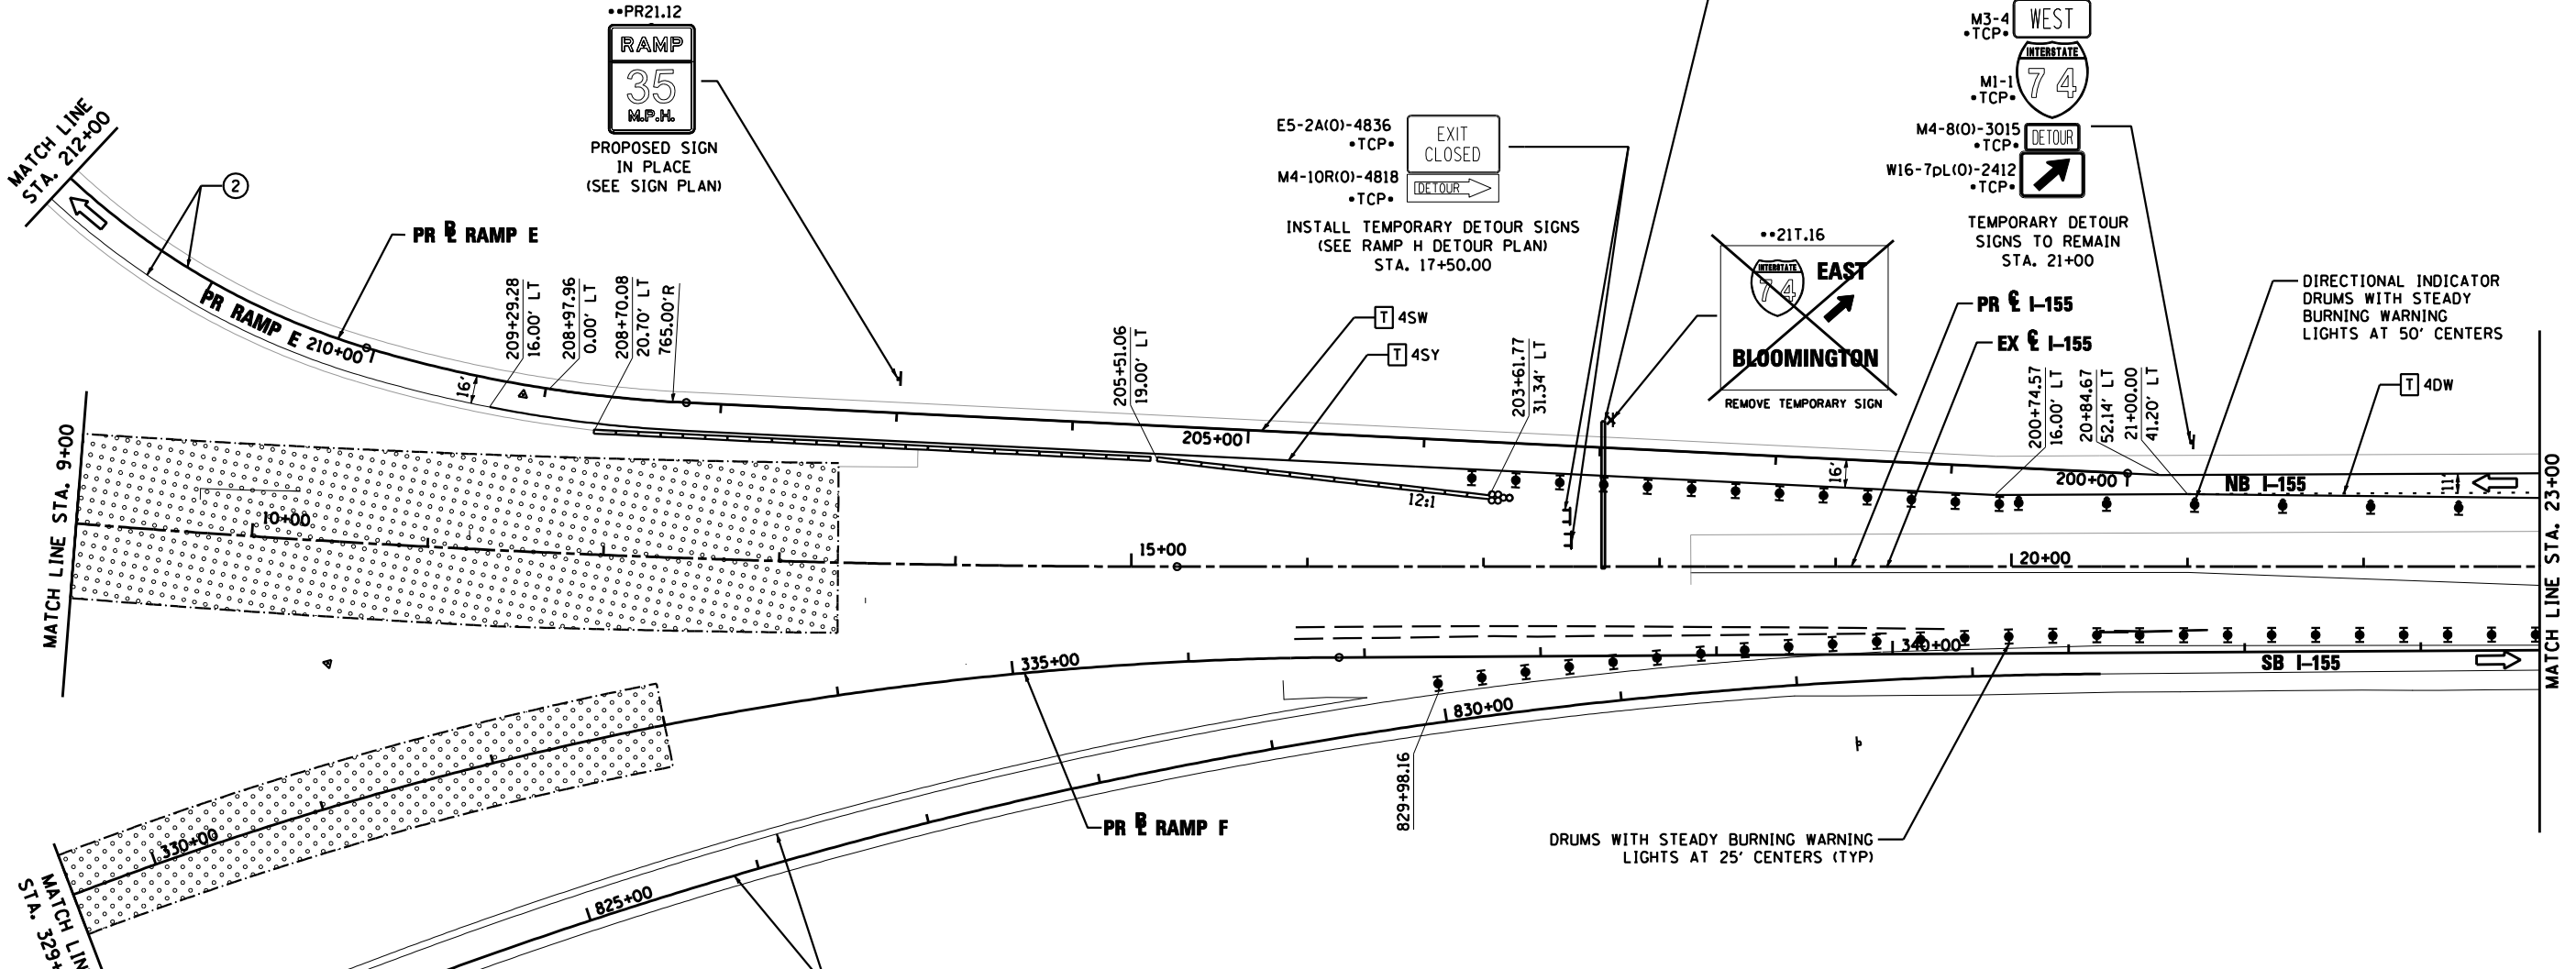 ••PR21.12
RAMP
35
M.P.H.
PROPOSED SIGN
IN PLACE
(SEE SIGN PLAN)
MATCH LINE
STA. 212+00
2
PR BL RAMP E
PR RAMP E
210+00
16'
209+29.28
16.00' LT
208+97.96
0.00' LT
208+70.08
20.70' LT
765.00'R
E5-2A(O)-4836
•TCP•
EXIT
CLOSED
M4-10R(O)-4818
•TCP•
DETOUR
INSTALL TEMPORARY DETOUR SIGNS
(SEE RAMP H DETOUR PLAN)
STA. 17+50.00
T 4SW
T 4SY
205+51.06
19.00' LT
205+00
203+61.77
31.34' LT
12:1
••21T.16
INTERSTATE
74
EAST
BLOOMINGTON
REMOVE TEMPORARY SIGN
M3-4
•TCP•
WEST
M1-1
•TCP•
INTERSTATE
74
M4-8(O)-3015
•TCP•
DETOUR
W16-7pL(O)-2412
•TCP•
TEMPORARY DETOUR
SIGNS TO REMAIN
STA. 21+00
PR CL I-155
EX CL I-155
DIRECTIONAL INDICATOR
DRUMS WITH STEADY
BURNING WARNING
LIGHTS AT 50' CENTERS
200+74.57
16.00' LT
20+84.67
52.14' LT
21+00.00
41.20' LT
T 4DW
16'
200+00
NB I-155
11'
MATCH LINE STA. 23+00
MATCH LINE STA. 9+00
10+00
15+00
20+00
335+00
340+00
SB I-155
830+00
829+98.16
PR BL RAMP F
DRUMS WITH STEADY BURNING WARNING
LIGHTS AT 25' CENTERS (TYP)
330+00
825+00
MATCH LIN
STA. 329+